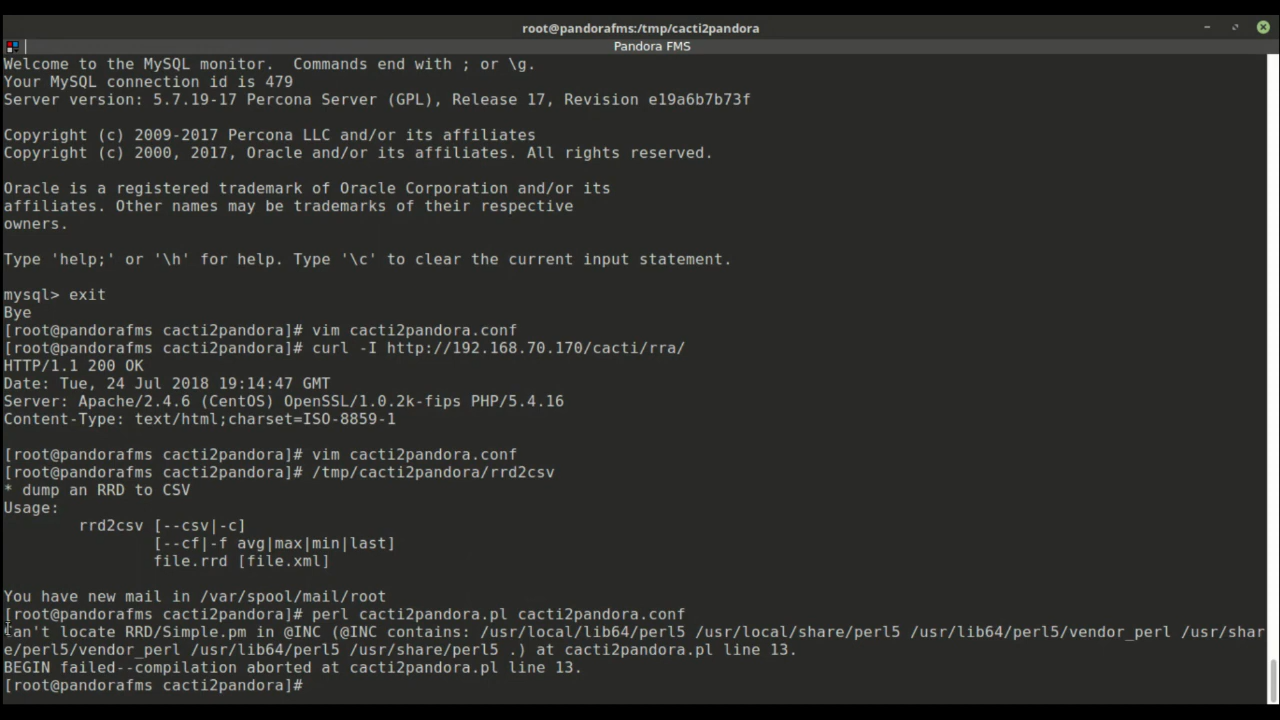 root@pandorafms:/tmp/cacti2pandora
Pandora FMS
Welcome to the MySQL monitor.  Commands end with ; or \g.
Your MySQL connection id is 479
Server version: 5.7.19-17 Percona Server (GPL), Release 17, Revision e19a6b7b73f
Copyright (c) 2009-2017 Percona LLC and/or its affiliates
Copyright (c) 2000, 2017, Oracle and/or its affiliates. All rights reserved.
Oracle is a registered trademark of Oracle Corporation and/or its
affiliates. Other names may be trademarks of their respective
owners.
Type 'help;' or '\h' for help. Type '\c' to clear the current input statement.
mysql> exit
Bye
[root@pandorafms cacti2pandora]# vim cacti2pandora.conf
[root@pandorafms cacti2pandora]# curl -I http://192.168.70.170/cacti/rra/
HTTP/1.1 200 OK
Date: Tue, 24 Jul 2018 19:14:47 GMT
Server: Apache/2.4.6 (CentOS) OpenSSL/1.0.2k-fips PHP/5.4.16
Content-Type: text/html;charset=ISO-8859-1
[root@pandorafms cacti2pandora]# vim cacti2pandora.conf
[root@pandorafms cacti2pandora]# /tmp/cacti2pandora/rrd2csv
* dump an RRD to CSV
Usage:
        rrd2csv [--csv|-c]
                [--cf|-f avg|max|min|last]
                file.rrd [file.xml]
You have new mail in /var/spool/mail/root
[root@pandorafms cacti2pandora]# perl cacti2pandora.pl cacti2pandora.conf
Can't locate RRD/Simple.pm in @INC (@INC contains: /usr/local/lib64/perl5 /usr/local/share/perl5 /usr/lib64/perl5/vendor_perl /usr/shar
e/perl5/vendor_perl /usr/lib64/perl5 /usr/share/perl5 .) at cacti2pandora.pl line 13.
BEGIN failed--compilation aborted at cacti2pandora.pl line 13.
[root@pandorafms cacti2pandora]#